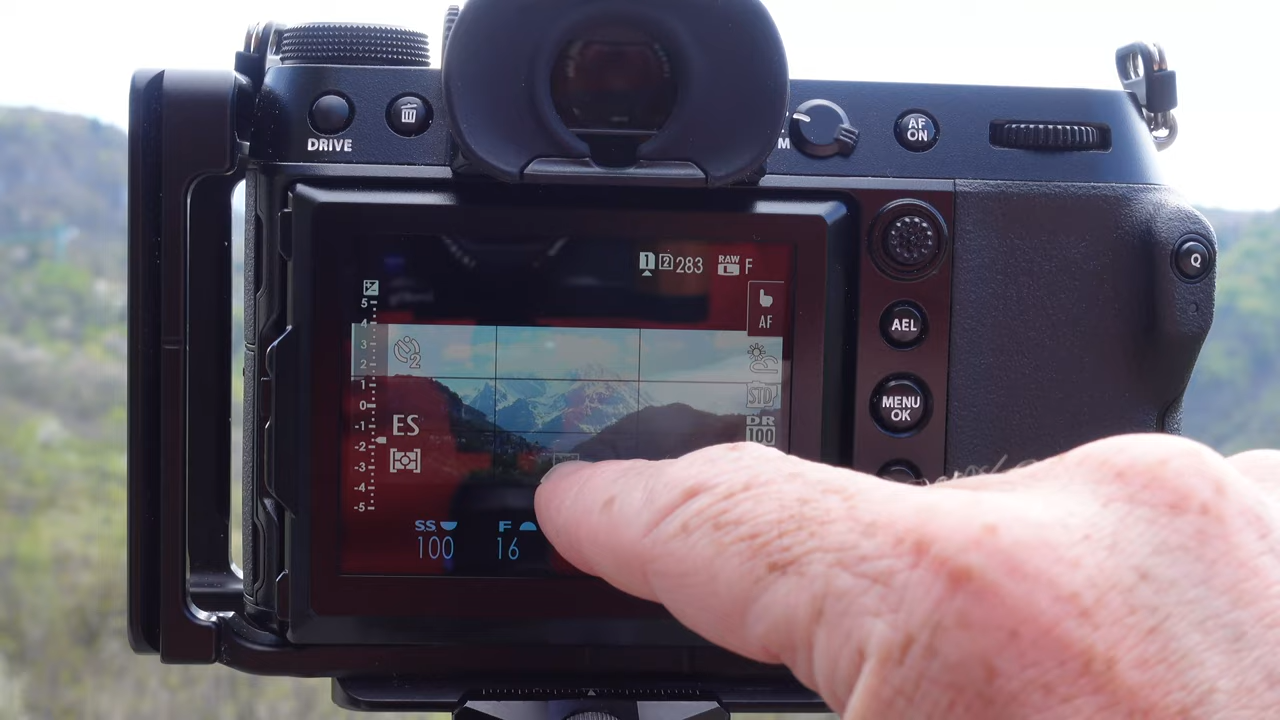 DRIVE
M
AF
ON
Q
1 2 283 RAW L F
AF
5
4
3
2
1
0
-1
-2
-3
-4
-5
2
STD
ES
DR
100
AEL
MENU
OK
S.S. F
100 16